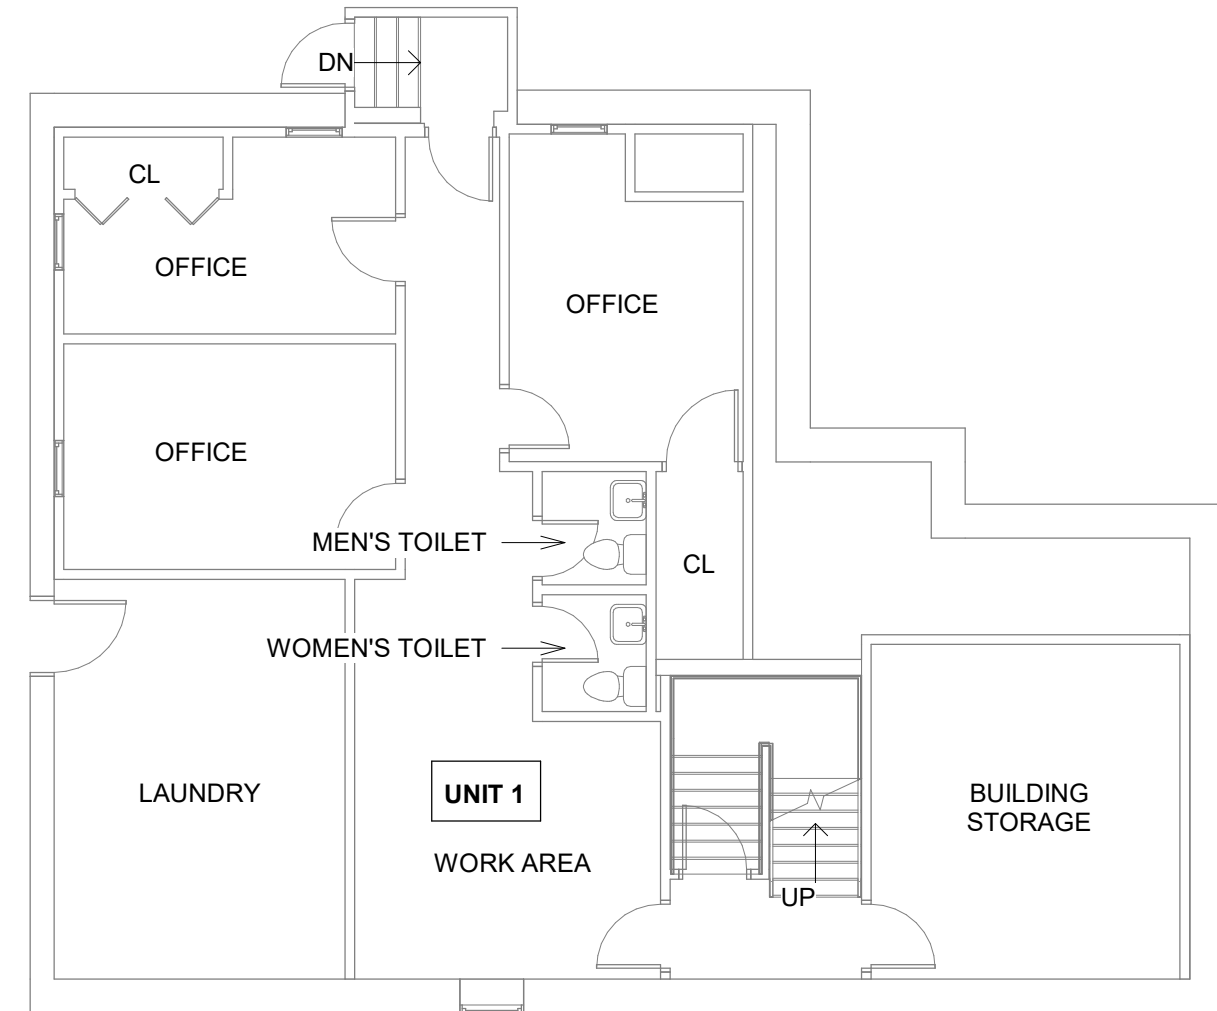 DN
CL
OFFICE
OFFICE
OFFICE
MEN'S TOILET
CL
WOMEN'S TOILET
LAUNDRY
UNIT 1
BUILDING
STORAGE
WORK AREA
UP